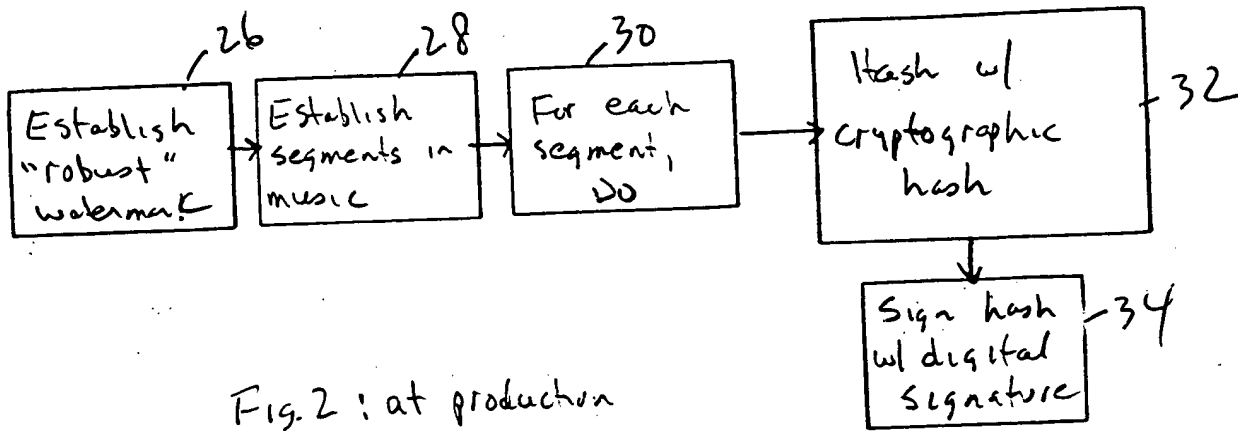 26
Establish
"robust"
watermark
28
Establish
segments in
music
30
For each
segment,
Do
Hash w/
cryptographic
hash
32
Sign hash
w/ digital
signature
34
Fig. 2 : at production